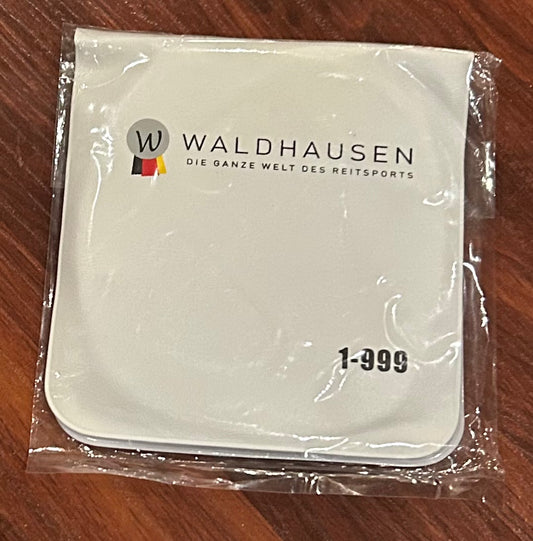 W WALDHAUSEN
DIE GANZE WELT DES REITSPORTS
1-999